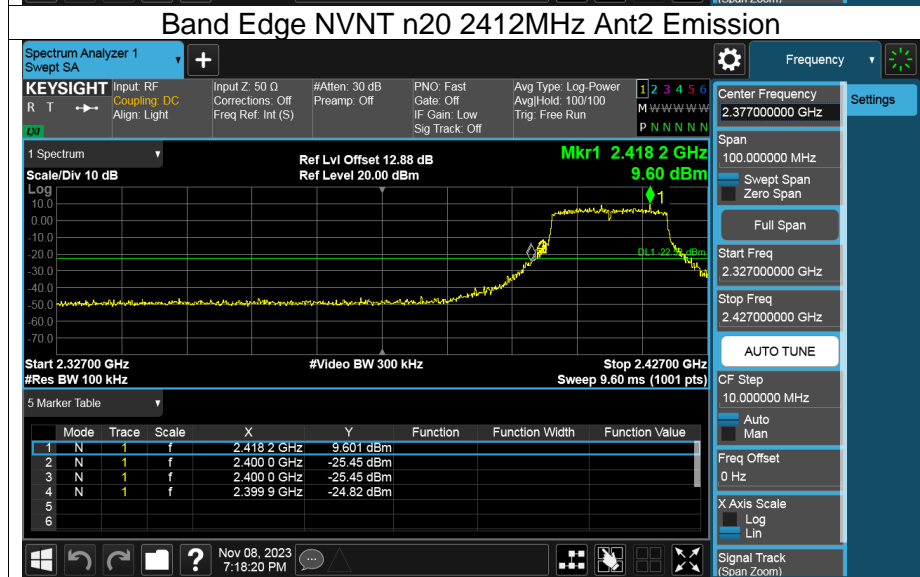 (Span Zoom)
Band Edge NVNT n20 2412MHz Ant2 Emission
Spectrum Analyzer 1
Swept SA
+
Frequency
KEYSIGHT
R T
LXI
Input: RF
Coupling: DC
Align: Light
Input Z: 50 Ω
Corrections: Off
Freq Ref: Int (S)
#Atten: 30 dB
Preamp: Off
PNO: Fast
Gate: Off
IF Gain: Low
Sig Track: Off
Avg Type: Log-Power
Avg|Hold: 100/100
Trig: Free Run
1 2 3 4 5 6
M W W W W W
P N N N N N
Center Frequency
2.377000000 GHz
Settings
Span
100.000000 MHz
Swept Span
Zero Span
Full Span
Start Freq
2.327000000 GHz
Stop Freq
2.427000000 GHz
AUTO TUNE
CF Step
10.000000 MHz
Auto
Man
Freq Offset
0 Hz
X Axis Scale
Log
Lin
Signal Track
(Span Zoom)
1 Spectrum
Scale/Div 10 dB
Log
Ref Lvl Offset 12.88 dB
Ref Level 20.00 dBm
Mkr1 2.418 2 GHz
9.60 dBm
1
10.0
0.00
-10.0
-20.0
-30.0
-40.0
-50.0
-60.0
-70.0
Start 2.32700 GHz
#Res BW 100 kHz
#Video BW 300 kHz
Stop 2.42700 GHz
Sweep 9.60 ms (1001 pts)
5 Marker Table
Mode Trace Scale X Y Function Function Width Function Value
1 N 1 f 2.418 2 GHz 9.601 dBm
2 N 1 f 2.400 0 GHz -25.45 dBm
3 N 1 f 2.400 0 GHz -25.45 dBm
4 N 1 f 2.399 9 GHz -24.82 dBm
5
6
?
Nov 08, 2023
7:18:20 PM